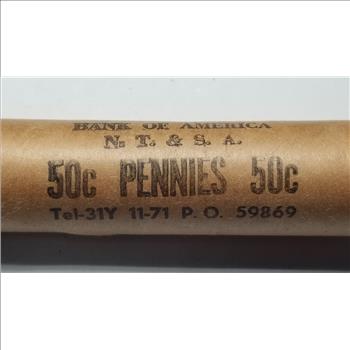 BANK OF AMERICA
N. T. & S. A.
50c PENNIES 50c
Tel-31Y 11-71 P. O. 59869